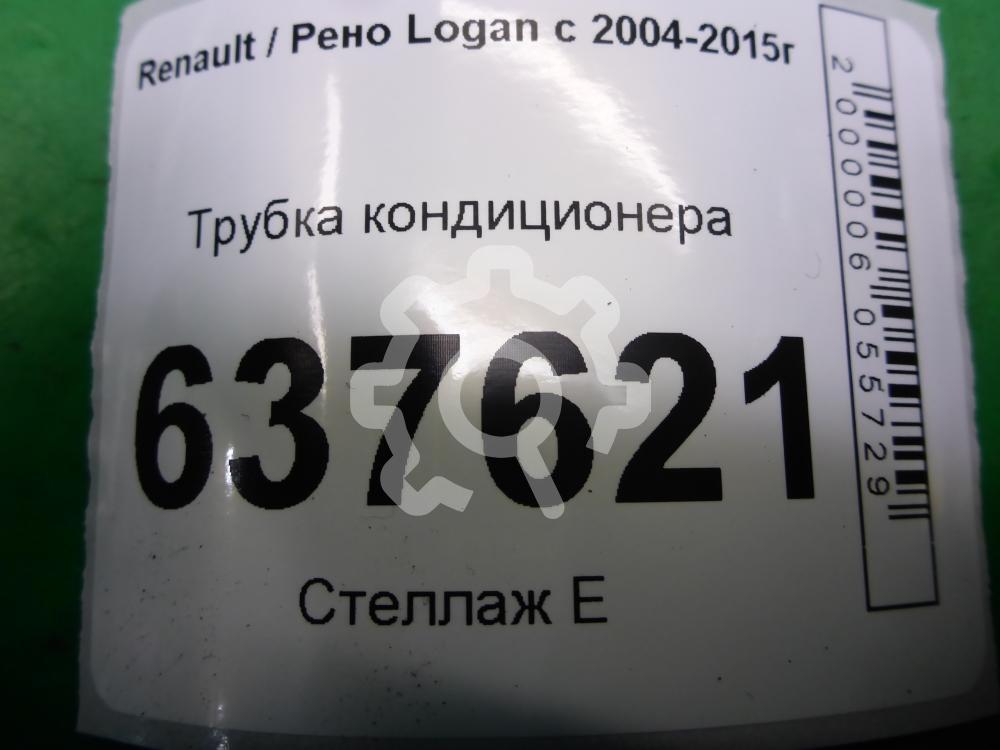 Renault / Рено Logan с 2004-2015г
Трубка кондиционера
637621
Стеллаж Е
2000006055729